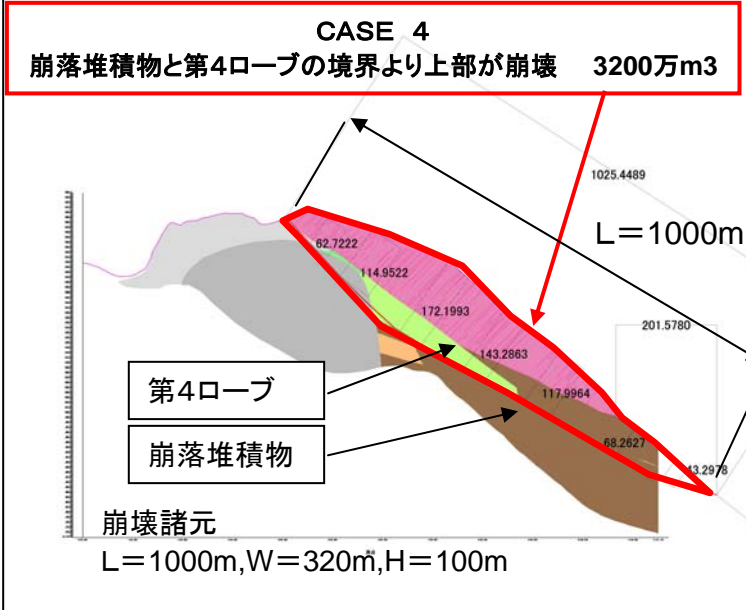 CASE 4
崩落堆積物と第4ローブの境界より上部が崩壊 3200万m3
1025.4489
L=1000m
62.7222
114.9522
172.1993
201.5780
143.2863
117.9964
第4ローブ
崩落堆積物
68.2627
43.2978
崩壊諸元
L=1000m,W=320m,H=100m